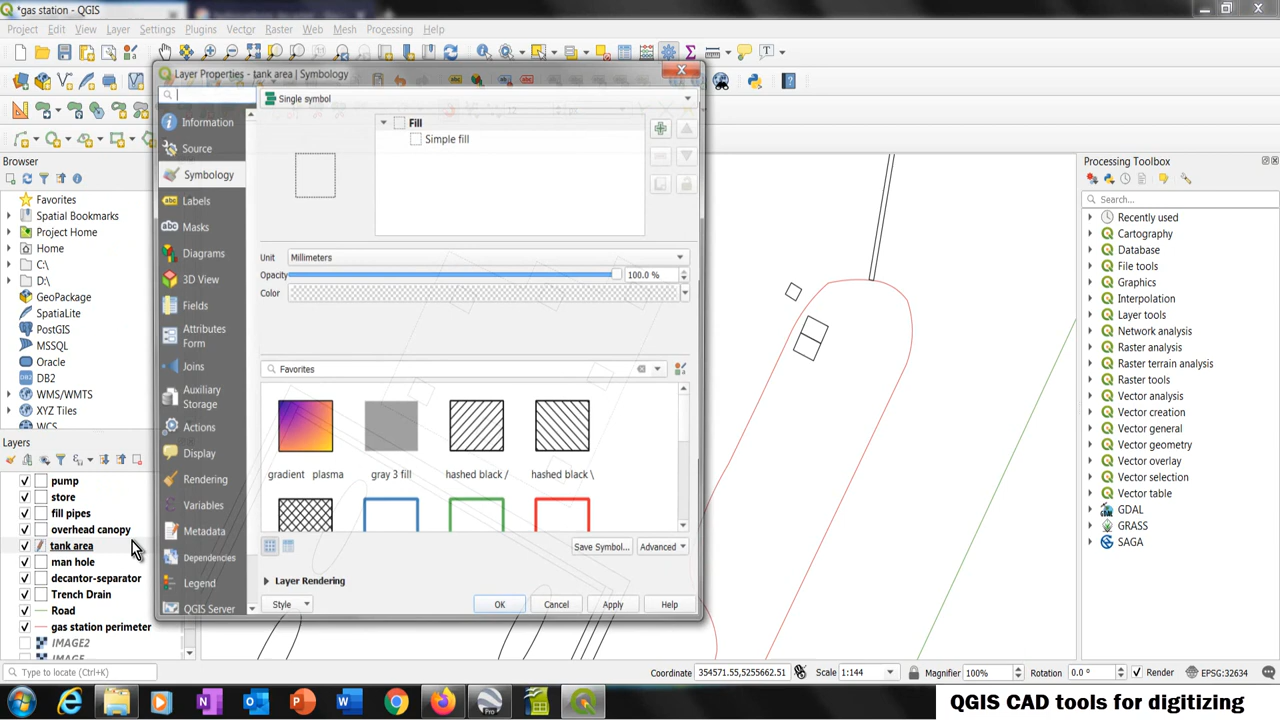 *gas station - QGIS
Project Edit View Layer Settings Plugins Vector Raster Web Mesh Processing Help
Layer Properties - tank area | Symbology
Single symbol
Information
Source
Symbology
Labels
Masks
Diagrams
3D View
Fields
Attributes
Form
Joins
Auxiliary
Storage
Actions
Display
Rendering
Variables
Metadata
Dependencies
Legend
QGIS Server
Fill
Simple fill
Unit Millimeters
Opacity 100.0 %
Color
Favorites
gradient plasma gray 3 fill hashed black / hashed black \
Save Symbol... Advanced
Layer Rendering
Style OK Cancel Apply Help
Browser
Favorites
Spatial Bookmarks
Project Home
Home
C:\
D:\
GeoPackage
SpatiaLite
PostGIS
MSSQL
Oracle
DB2
WMS/WMTS
XYZ Tiles
WCS
Layers
pump
store
fill pipes
overhead canopy
tank area
man hole
decantor-separator
Trench Drain
Road
gas station perimeter
IMAGE2
IMAGE
Processing Toolbox
Search...
Recently used
Cartography
Database
File tools
Graphics
Interpolation
Layer tools
Network analysis
Raster analysis
Raster terrain analysis
Raster tools
Vector analysis
Vector creation
Vector general
Vector geometry
Vector overlay
Vector selection
Vector table
GDAL
GRASS
SAGA
Type to locate (Ctrl+K) Coordinate 354571.55,5255662.51 Scale 1:144 Magnifier 100% Rotation 0.0 ° Render EPSG:32634
Pro
QGIS CAD tools for digitizing